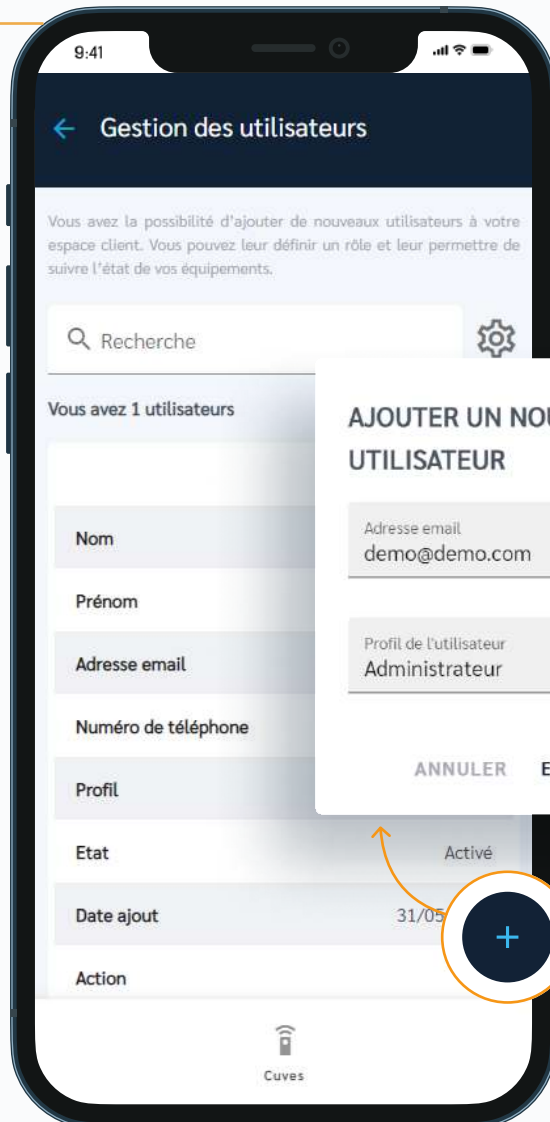 9:41
Gestion des utilisateurs
Vous avez la possibilité d'ajouter de nouveaux utilisateurs à votre
espace client. Vous pouvez leur définir un rôle et leur permettre de
suivre l'état de vos équipements.
Recherche
Vous avez 1 utilisateurs
AJOUTER UN NOU
UTILISATEUR
Adresse email
demo@demo.com
Profil de l'utilisateur
Administrateur
ANNULER E
Nom
Prénom
Adresse email
Numéro de téléphone
Profil
Etat Activé
Date ajout 31/05
Action
+
Cuves